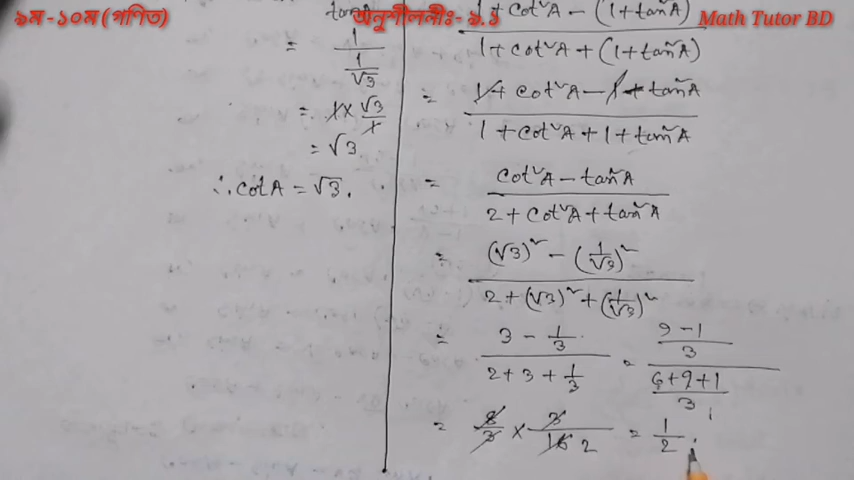 ৯ম - ১০ম ( গণিত )
অনুশীলনীঃ- ৯.১
Math Tutor BD
tanA
= 1 / (1/√3)
= 1 × √3/1
= √3
∴ cotA = √3.
1 + cot²A - (1 + tan²A) / 1 + cot²A + (1 + tan²A)
= 1 + cot²A - 1 + tan²A / 1 + cot²A + 1 + tan²A
= cot²A - tan²A / 2 + cot²A + tan²A
= (√3)² - (1/√3)² / 2 + (√3)² + (1/√3)²
= 3 - 1/3 / 2 + 3 + 1/3 = (9 - 1)/3 / (6 + 9 + 1)/3
= 8/3 × 3/16 2 = 1/2.